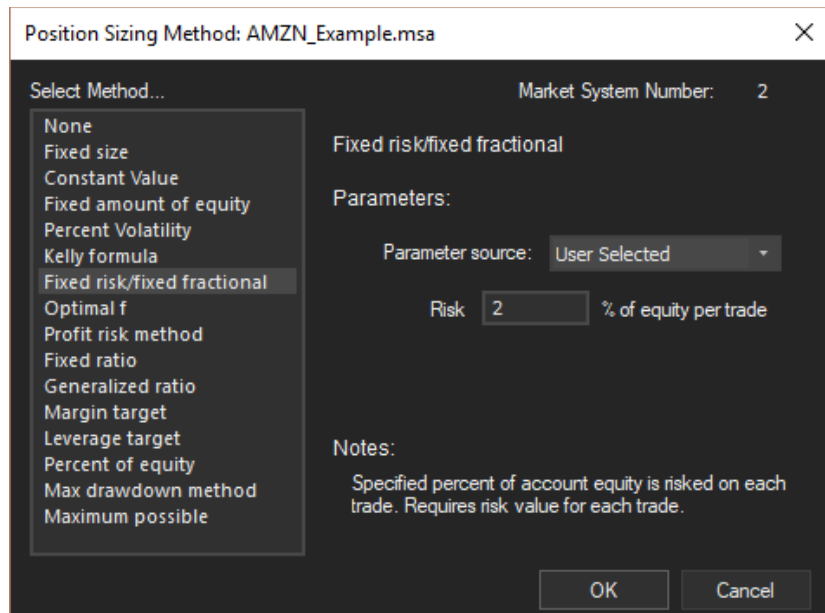 Position Sizing Method: AMZN_Example.msa
Select Method...
Market System Number: 2
None
Fixed size
Constant Value
Fixed amount of equity
Percent Volatility
Kelly formula
Fixed risk/fixed fractional
Optimal f
Profit risk method
Fixed ratio
Generalized ratio
Margin target
Leverage target
Percent of equity
Max drawdown method
Maximum possible
Fixed risk/fixed fractional
Parameters:
Parameter source: User Selected
Risk 2 % of equity per trade
Notes:
Specified percent of account equity is risked on each
trade. Requires risk value for each trade.
OK Cancel